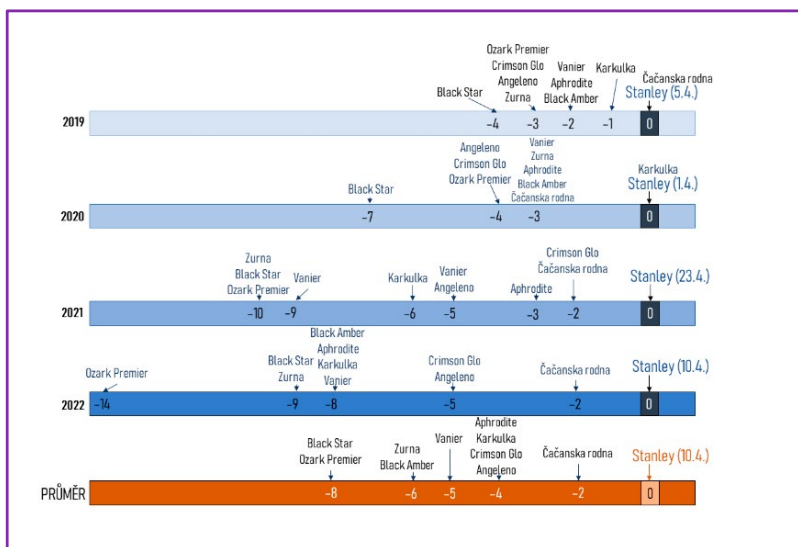 Ozark Premier
Crimson Glo
Angeleno
Zurna
Black Star
Vanier
Aphrodite
Black Amber
Karkulka
Čačanska rodna
Stanley (5.4.)
2019
-4 -3 -2 -1 0
Angeleno
Crimson Glo
Ozark Premier
Black Star
Vanier
Zurna
Aphrodite
Black Amber
Čačanska rodna
Karkulka
Stanley (1.4.)
2020
-7 -4 -3 0
Zurna
Black Star
Ozark Premier
Vanier
Karkulka
Vanier
Angeleno
Aphrodite
Crimson Glo
Čačanska rodna
Stanley (23.4.)
2021
-10 -9 -6 -5 -3 -2 0
Ozark Premier
Black Star
Zurna
Black Amber
Aphrodite
Karkulka
Vanier
Crimson Glo
Angeleno
Čačanska rodna
Stanley (10.4.)
2022
-14 -9 -8 -5 -2 0
Black Star
Ozark Premier
Zurna
Black Amber
Vanier
Aphrodite
Karkulka
Crimson Glo
Angeleno
Čačanska rodna
Stanley (10.4.)
PRŮMĚR
-8 -6 -5 -4 -2 0